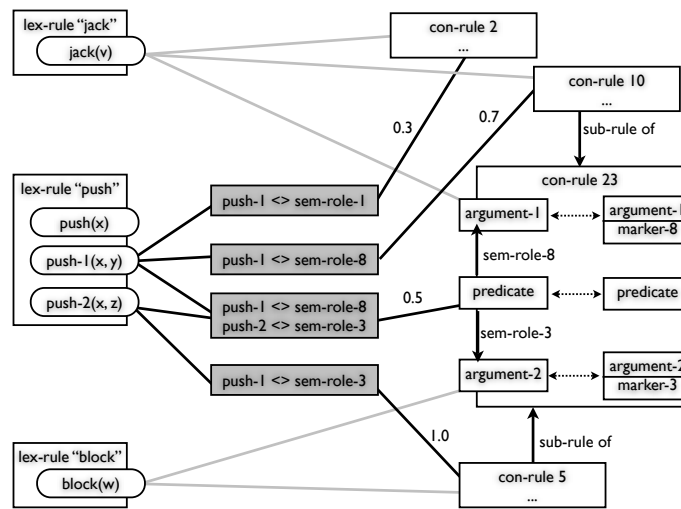 lex-rule “jack”
jack(v)
con-rule 2
...
con-rule 10
...
0.3
0.7
sub-rule of
lex-rule “push”
push(x)
push-1(x, y)
push-2(x, z)
push-1 <> sem-role-1
push-1 <> sem-role-8
push-1 <> sem-role-8
push-2 <> sem-role-3
push-1 <> sem-role-3
0.5
con-rule 23
argument-1
argument-1
marker-8
sem-role-8
predicate
predicate
sem-role-3
argument-2
argument-2
marker-3
1.0
sub-rule of
lex-rule “block”
block(w)
con-rule 5
...